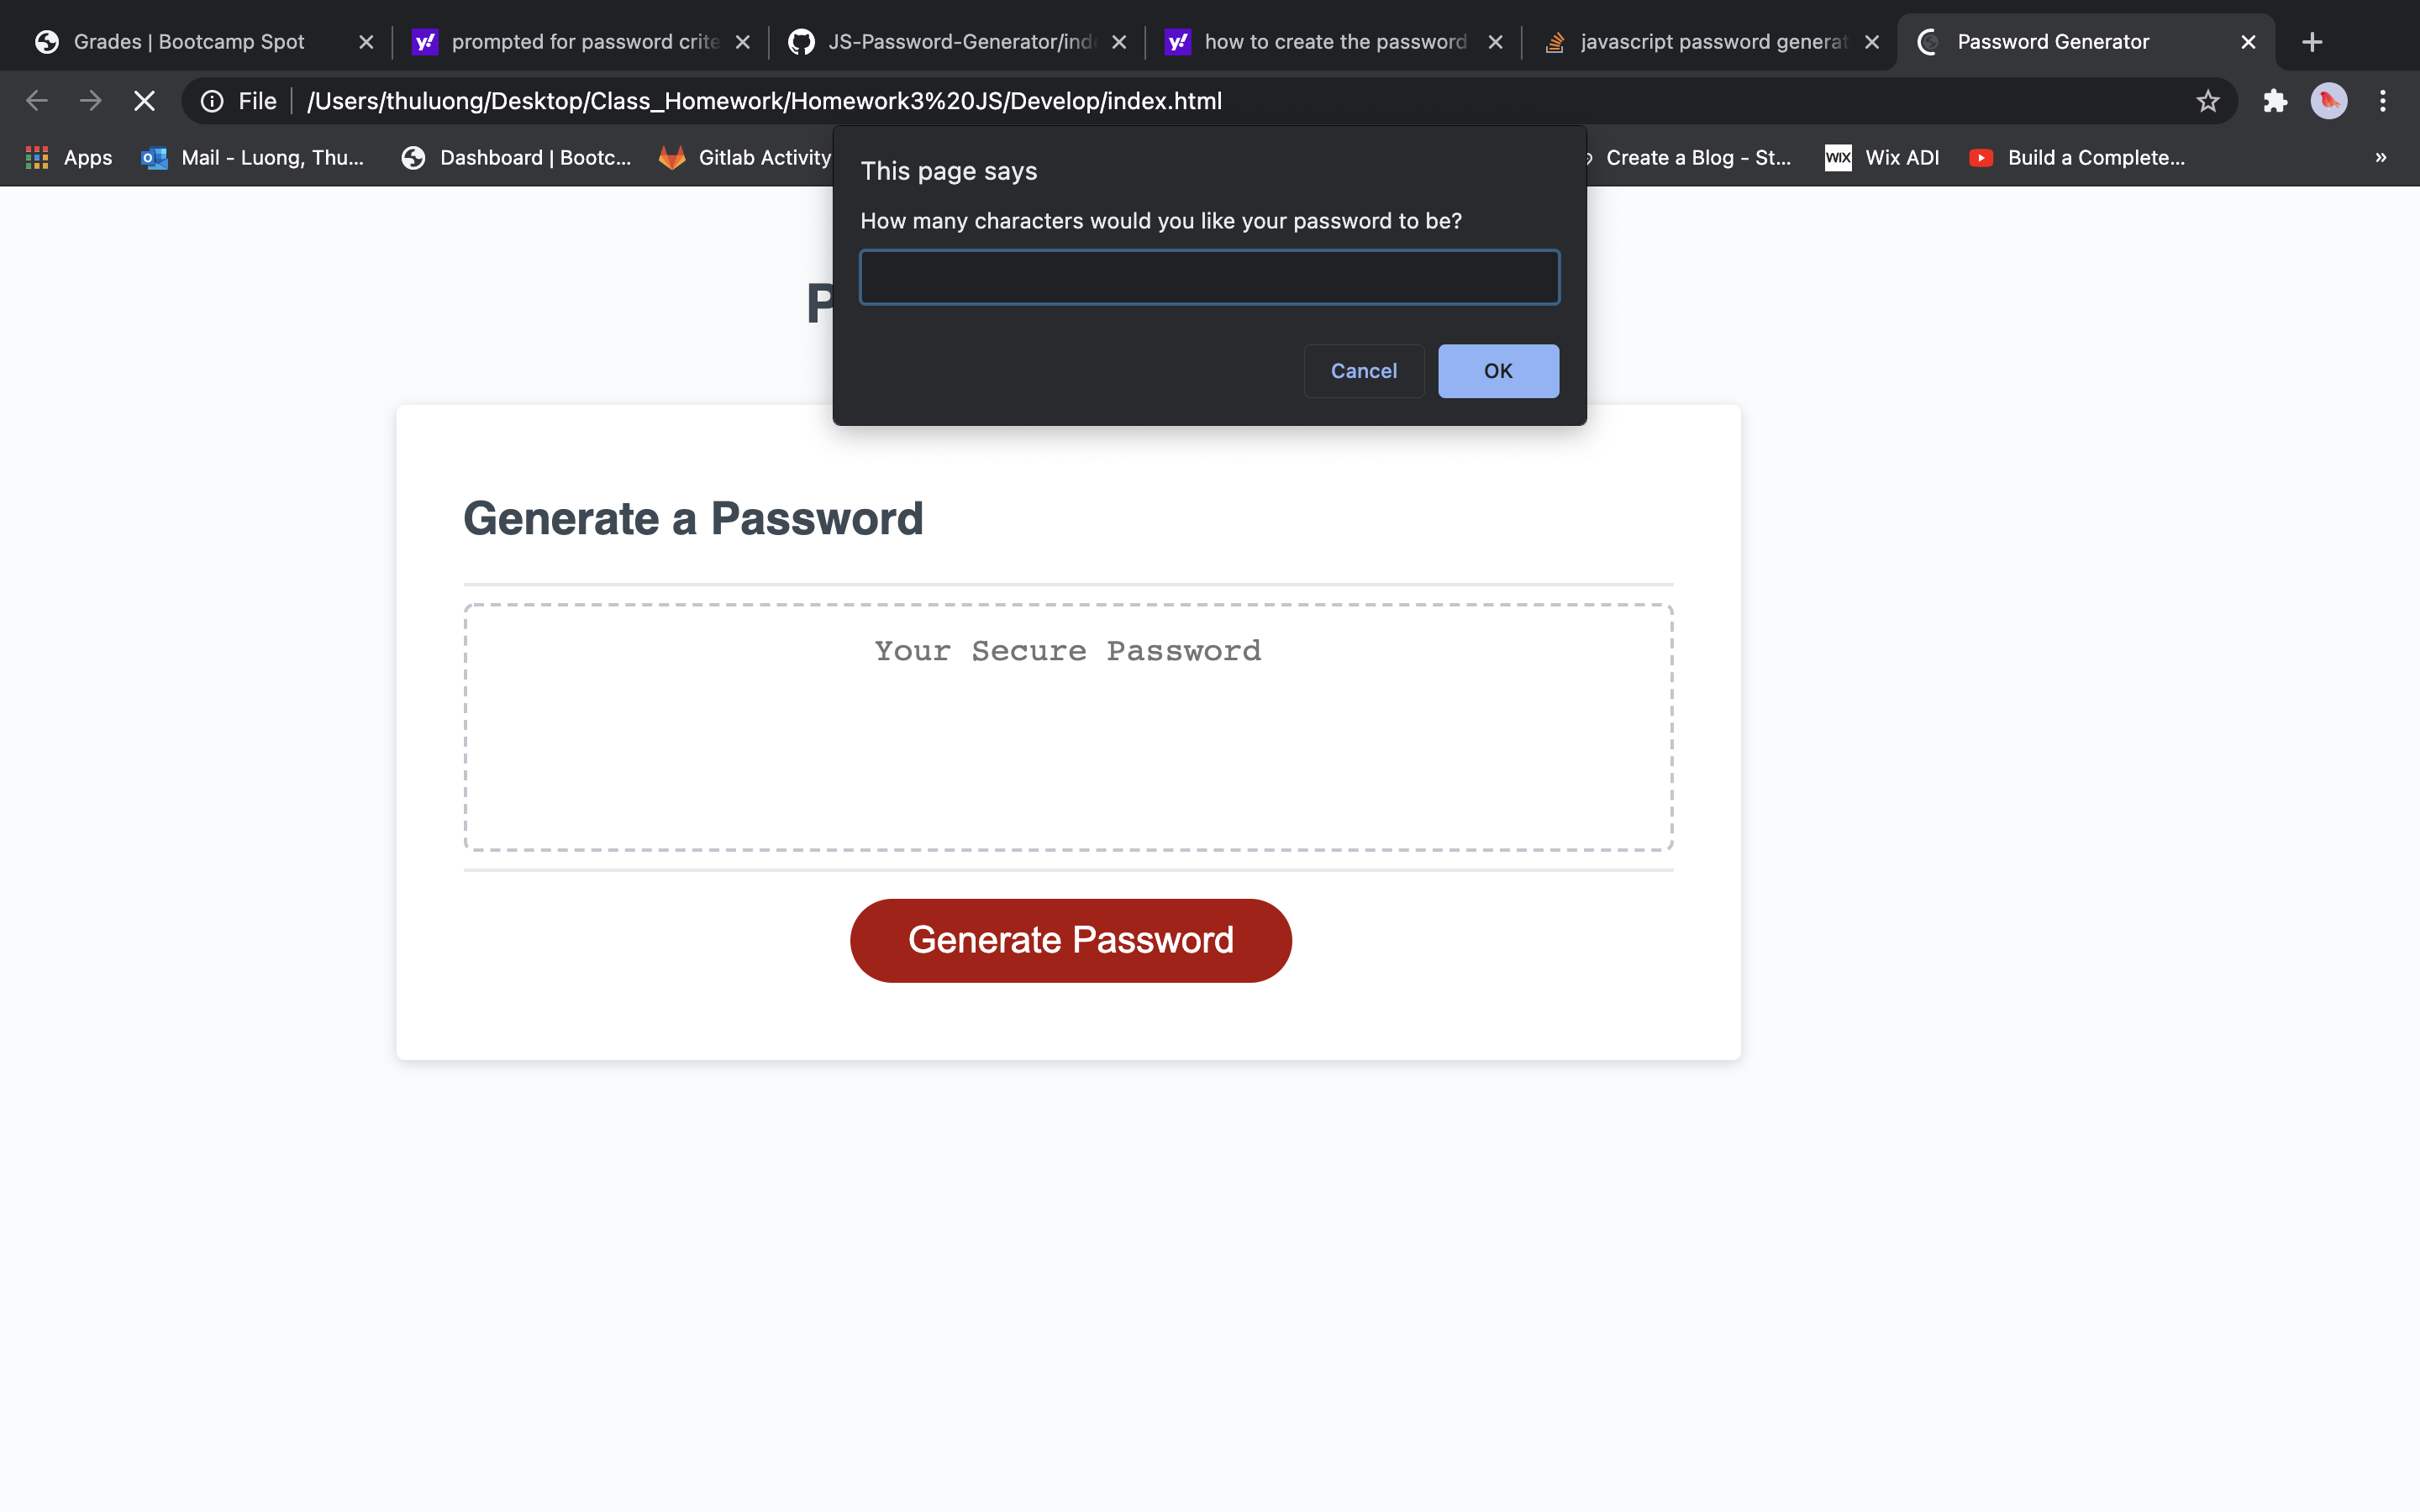 Grades | Bootcamp Spot
prompted for password crite
JS-Password-Generator/inde
how to create the password
javascript password generat
Password Generator
File
/Users/thuluong/Desktop/Class_Homework/Homework3%20JS/Develop/index.html
Apps
Mail - Luong, Thu...
Dashboard | Bootc...
Gitlab Activity
Create a Blog - St...
WIX
Wix ADI
Build a Complete...
»
This page says
How many characters would you like your password to be?
Cancel
OK
P
Generate a Password
Your Secure Password
Generate Password